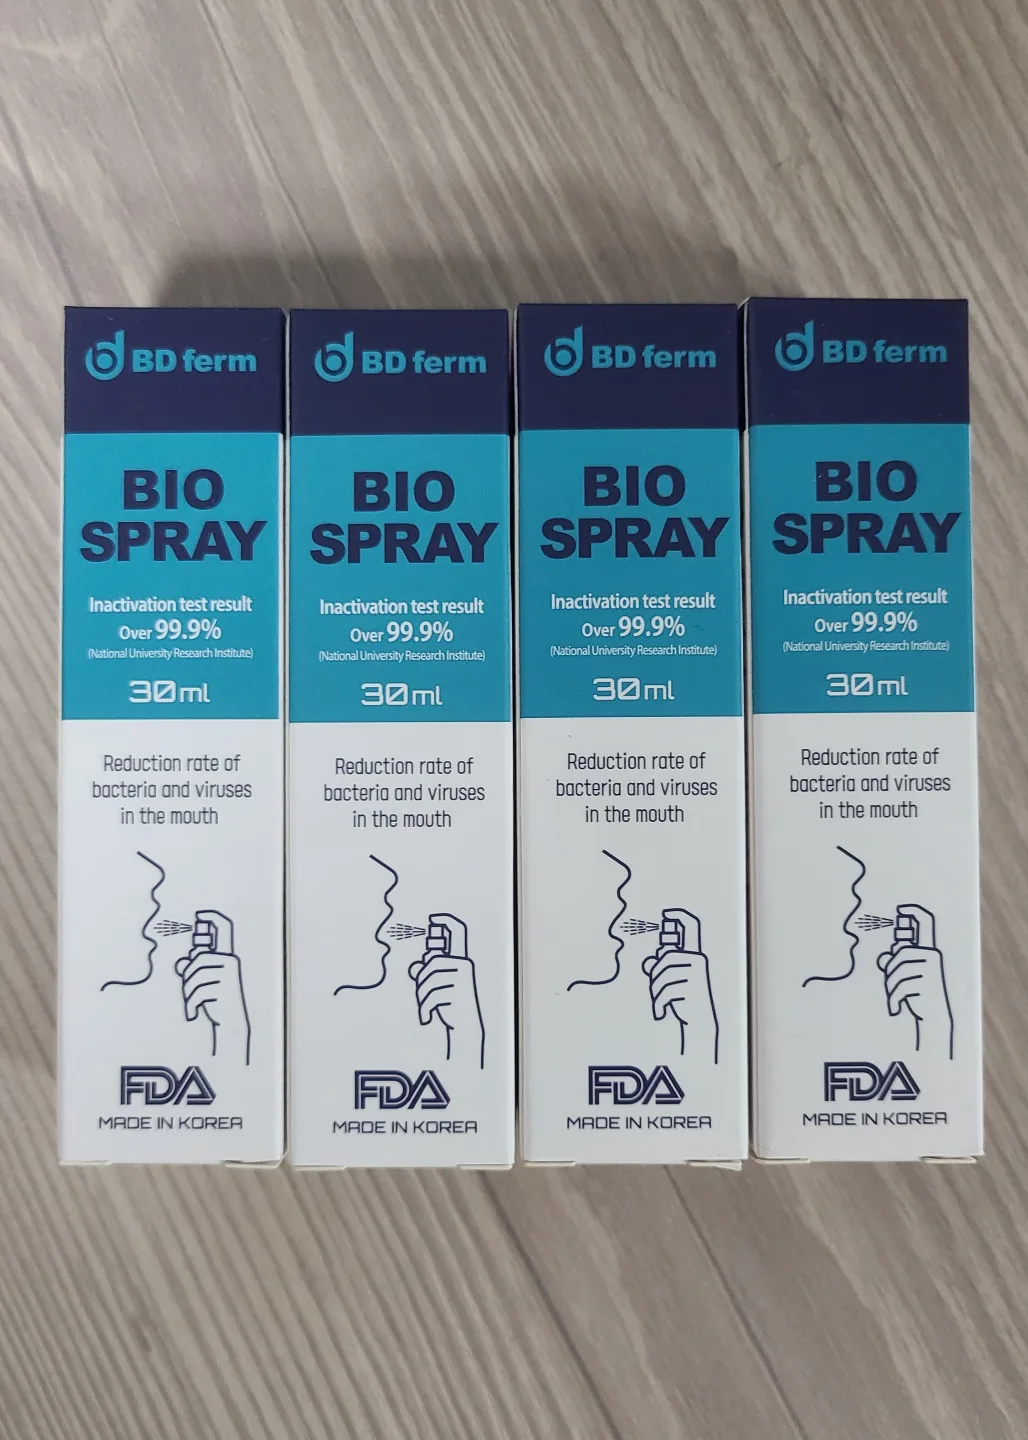 BD ferm
BIO
SPRAY
Inactivation test result
Over 99.9%
(National University Research Institute)
30ml
Reduction rate of
bacteria and viruses
in the mouth
FDA
MADE IN KOREA
BD ferm
BIO
SPRAY
Inactivation test result
Over 99.9%
(National University Research Institute)
30ml
Reduction rate of
bacteria and viruses
in the mouth
FDA
MADE IN KOREA
BD ferm
BIO
SPRAY
Inactivation test result
Over 99.9%
(National University Research Institute)
30ml
Reduction rate of
bacteria and viruses
in the mouth
FDA
MADE IN KOREA
BD ferm
BIO
SPRAY
Inactivation test result
Over 99.9%
(National University Research Institute)
30ml
Reduction rate of
bacteria and viruses
in the mouth
FDA
MADE IN KOREA